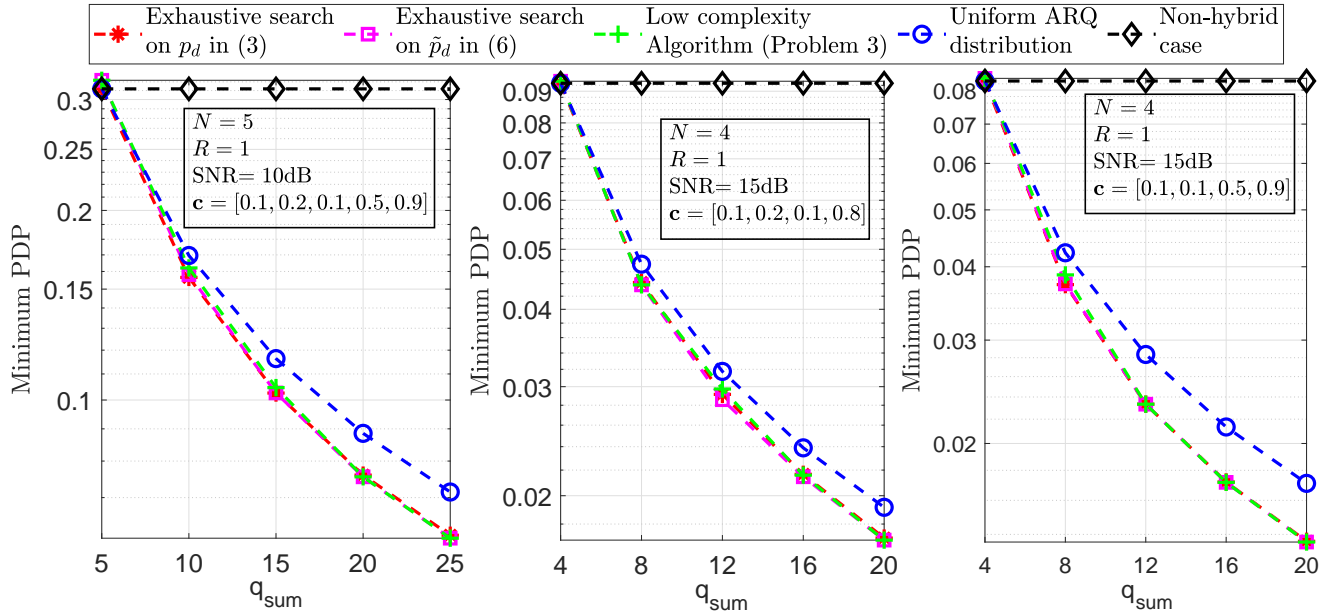 Exhaustive search on $p_d$ in (3)
Exhaustive search on $\tilde{p}_d$ in (6)
Low complexity Algorithm (Problem 3)
Uniform ARQ distribution
Non-hybrid case
Minimum PDP
0.3
0.25
0.2
0.15
0.1
N = 5
R = 1
SNR= 10dB
c = [0.1, 0.2, 0.1, 0.5, 0.9]
5 10 15 20 25
q_sum
Minimum PDP
0.09
0.08
0.07
0.06
0.05
0.04
0.03
0.02
N = 4
R = 1
SNR= 15dB
c = [0.1, 0.2, 0.1, 0.8]
4 8 12 16 20
q_sum
Minimum PDP
0.08
0.06
0.05
0.04
0.03
0.02
N = 4
R = 1
SNR= 15dB
c = [0.1, 0.1, 0.5, 0.9]
4 8 12 16 20
q_sum